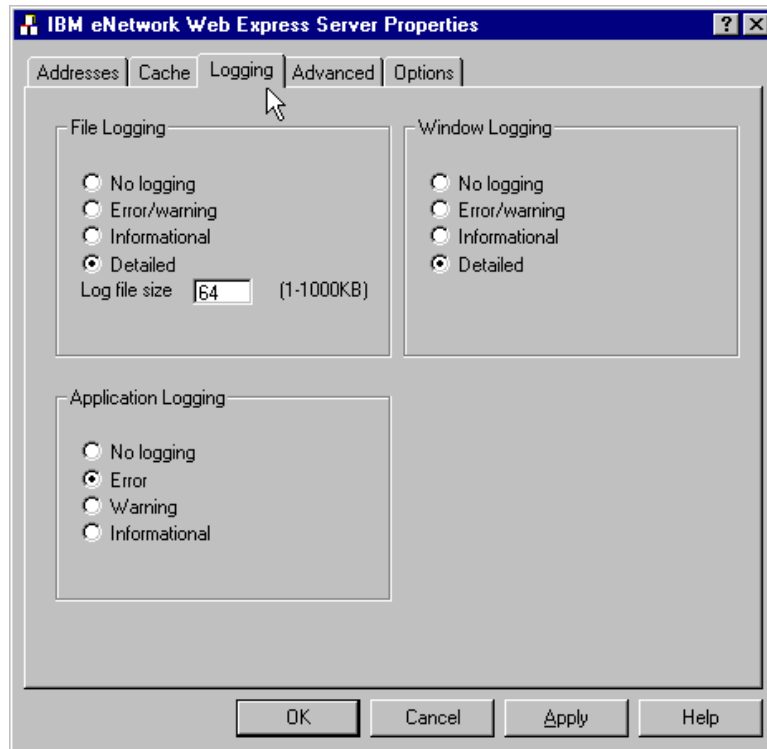 IBM eNetwork Web Express Server Properties
Addresses Cache Logging Advanced Options
File Logging
No logging
Error/warning
Informational
Detailed
Log file size 64 (1-1000KB)
Window Logging
No logging
Error/warning
Informational
Detailed
Application Logging
No logging
Error
Warning
Informational
OK Cancel Apply Help